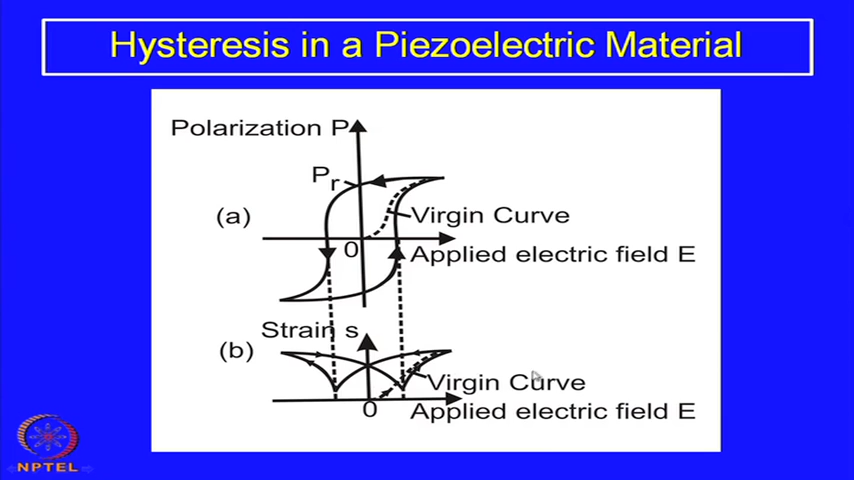 Hysteresis in a Piezoelectric Material
Polarization P
Pr
(a)
Virgin Curve
0
Applied electric field E
Strain s
(b)
Virgin Curve
0
Applied electric field E
NPTEL